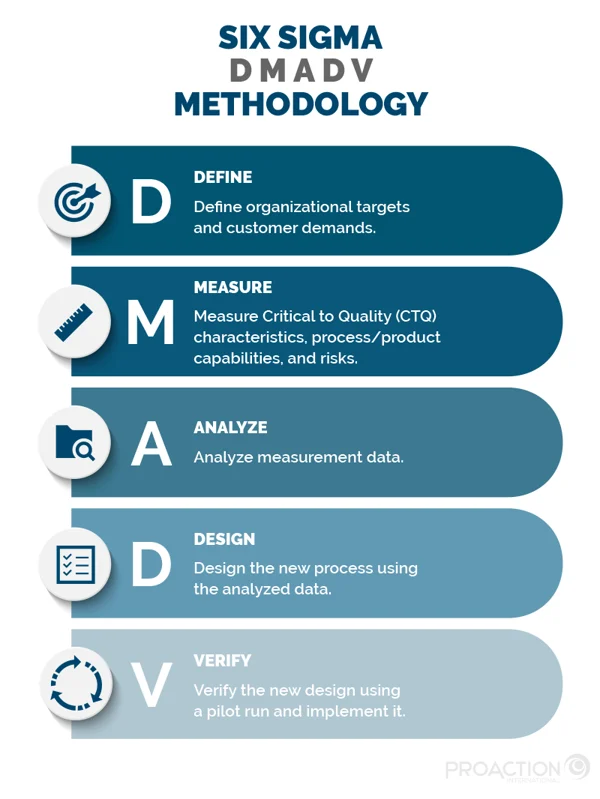 SIX SIGMA
DMADV
METHODOLOGY
D
DEFINE
Define organizational targets
and customer demands.
M
MEASURE
Measure Critical to Quality (CTQ)
characteristics, process/product
capabilities, and risks.
A
ANALYZE
Analyze measurement data.
D
DESIGN
Design the new process using
the analyzed data.
V
VERIFY
Verify the new design using
a pilot run and implement it.
PROACTION
INTERNATIONAL